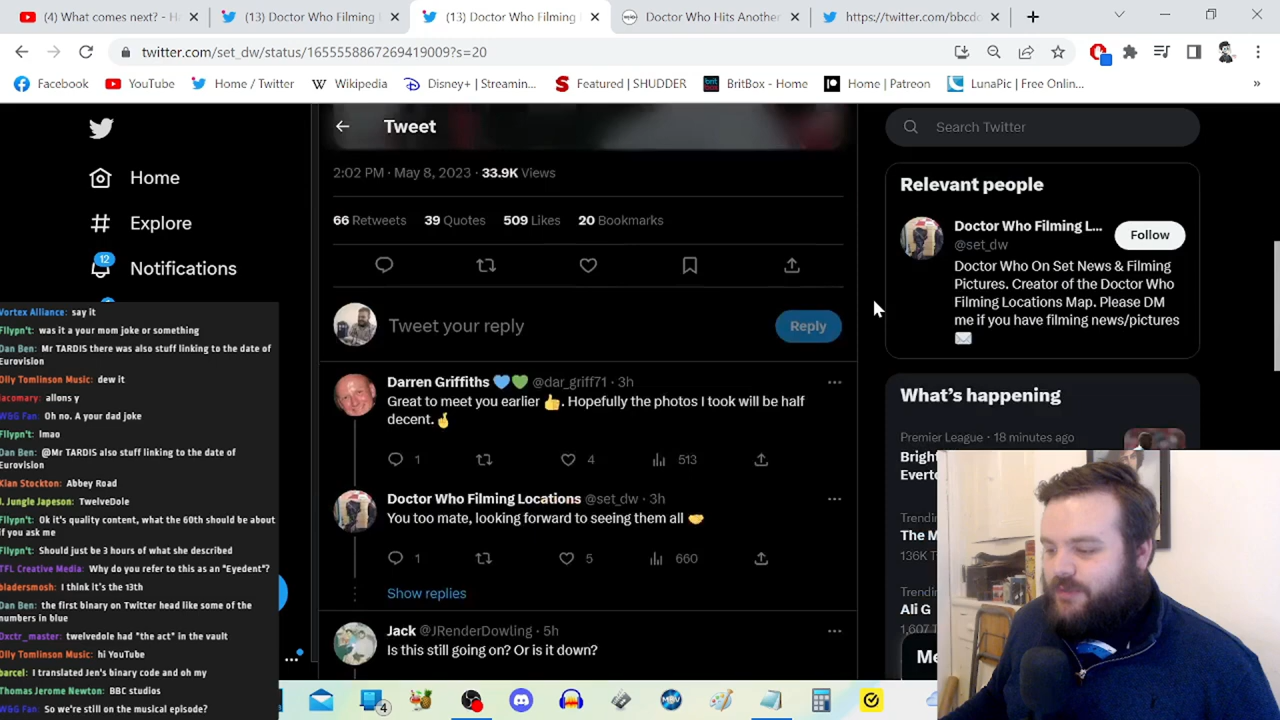 (4) What comes next? - H
(13) Doctor Who Filming
(13) Doctor Who Filming
Doctor Who Hits Another
https://twitter.com/bbcdo
twitter.com/set_dw/status/1655558867269419009?s=20
Facebook
YouTube
Home / Twitter
Wikipedia
Disney+ | Streamin...
Featured | SHUDDER
BritBox - Home
Home | Patreon
LunaPic | Free Onlin...
Home
Explore
12
Notifications
Tweet
2:02 PM · May 8, 2023 · 33.9K Views
66 Retweets 39 Quotes 509 Likes 20 Bookmarks
Tweet your reply
Reply
Darren Griffiths 💙💚 @dar_griff71 · 3h
Great to meet you earlier 👍. Hopefully the photos I took will be half
decent.🤞
1
4
513
Doctor Who Filming Locations @set_dw · 3h
You too mate, looking forward to seeing them all 🤝
1
5
660
Show replies
Jack @JRenderDowling · 5h
Is this still going on? Or is it down?
Search Twitter
Relevant people
Doctor Who Filming L...
@set_dw
Follow
Doctor Who On Set News & Filming
Pictures. Creator of the Doctor Who
Filming Locations Map. Please DM
me if you have filming news/pictures
✉️
What's happening
Premier League · 18 minutes ago
Bright
Everto
Trendin
The M
136K T
Trendin
Ali G
1,607 T
Me
Vortex Alliance: say it
Fllypn't: was it a your mom joke or something
Dan Ben: Mr TARDIS there was also stuff linking to the date of
Eurovision
Olly Tomlinson Music: dew it
iacomary: allons y
W&G Fan: Oh no. A your dad joke
Fllypn't: lmao
Dan Ben: @Mr TARDIS also stuff linking to the date of
Eurovision
Kian Stockton: Abbey Road
I. Jungle Japeson: TwelveDole
Fllypn't: Ok it's quality content, what the 60th should be about
if you ask me
Fllypn't: Should just be 3 hours of what she described
TFL Creative Media: Why do you refer to this as an "Eyedent"?
bladersmosh: I think it's the 13th
Dan Ben: the first binary on Twitter head like some of the
numbers in blue
Dxctr_master: twelvedole had *the act* in the vault
Olly Tomlinson Music: hi YouTube
barcel: I translated Jen's binary code and oh my
Thomas Jerome Newton: BBC studios
W&G Fan: So we're still on the musical episode?
4